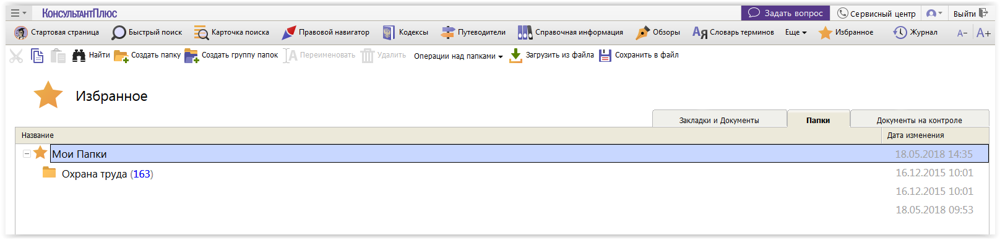 КонсультантПлюс Задать вопрос Сервисный центр Выйти
Стартовая страница Быстрый поиск Карточка поиска Правовой навигатор Кодексы Путеводители Справочная информация Обзоры Словарь терминов Еще Избранное Журнал A- A+
Найти Создать папку Создать группу папок Переименовать Удалить Операции над папками Загрузить из файла Сохранить в файл
Избранное
Закладки и Документы Папки Документы на контроле
Название Дата изменения
Мои Папки 18.05.2018 14:35
Охрана труда (163) 16.12.2015 10:01
16.12.2015 10:01
18.05.2018 09:53